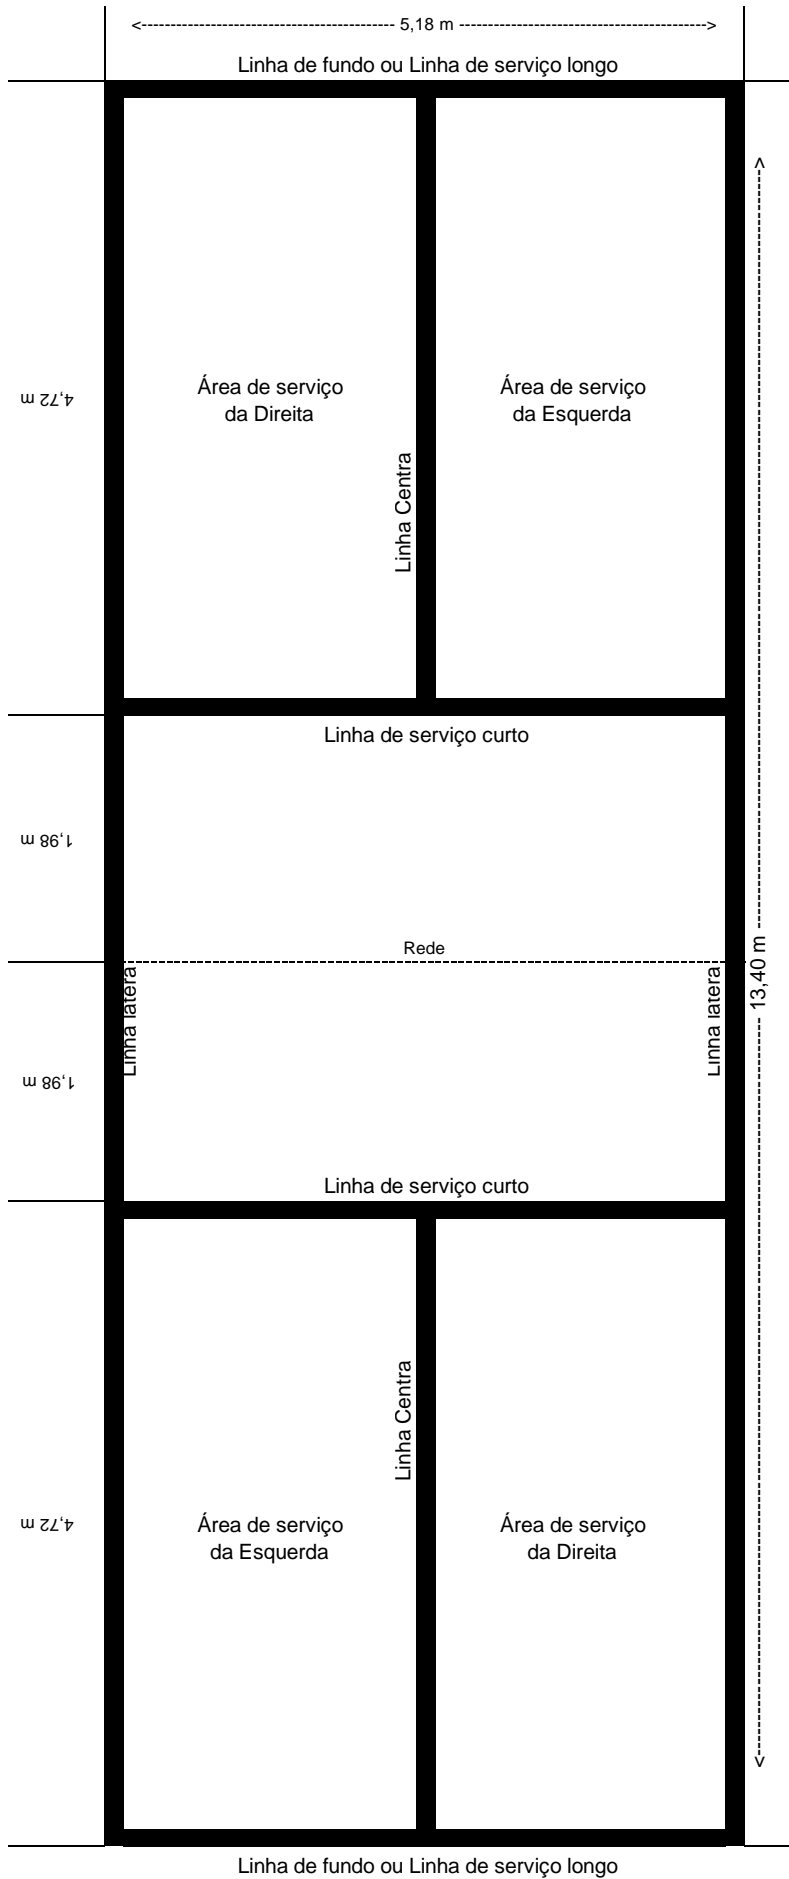 5,18 m
Linha de fundo ou Linha de serviço longo
4,72 m
Área de serviço
da Direita
Área de serviço
da Esquerda
Linha Centra
Linha de serviço curto
1,98 m
Rede
13,40 m
Linha latera
Linha latera
1,98 m
Linha de serviço curto
Linha Centra
4,72 m
Área de serviço
da Esquerda
Área de serviço
da Direita
Linha de fundo ou Linha de serviço longo